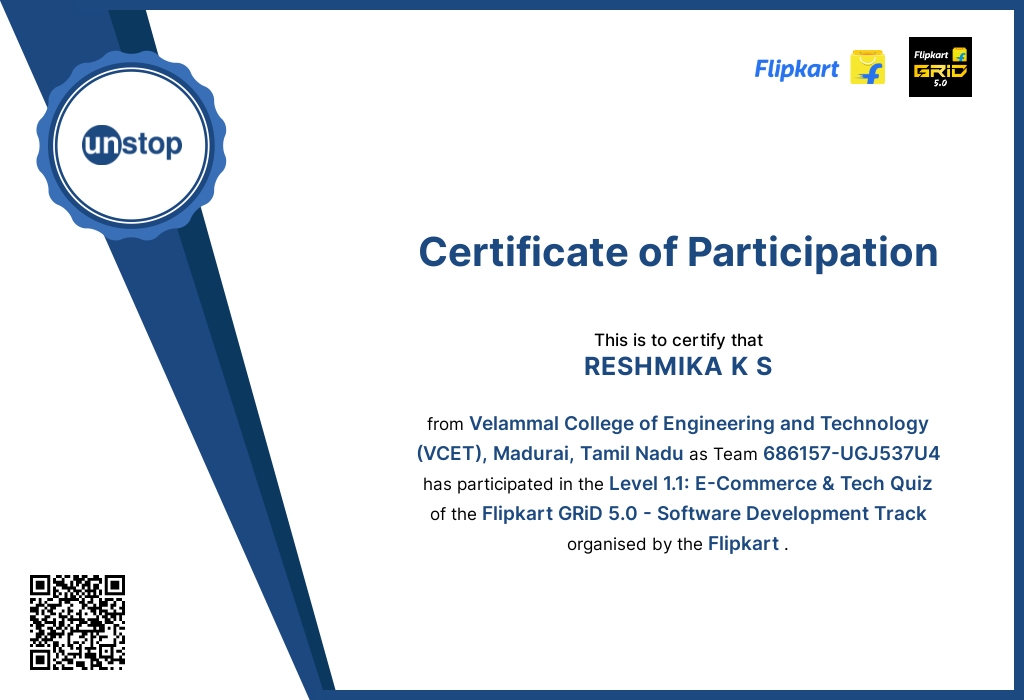 unstop
Flipkart
Flipkart
GRiD
5.0
Certificate of Participation
This is to certify that
RESHMIKA K S
from Velammal College of Engineering and Technology
(VCET), Madurai, Tamil Nadu as Team 686157-UGJ537U4
has participated in the Level 1.1: E-Commerce & Tech Quiz
of the Flipkart GRiD 5.0 - Software Development Track
organised by the Flipkart .